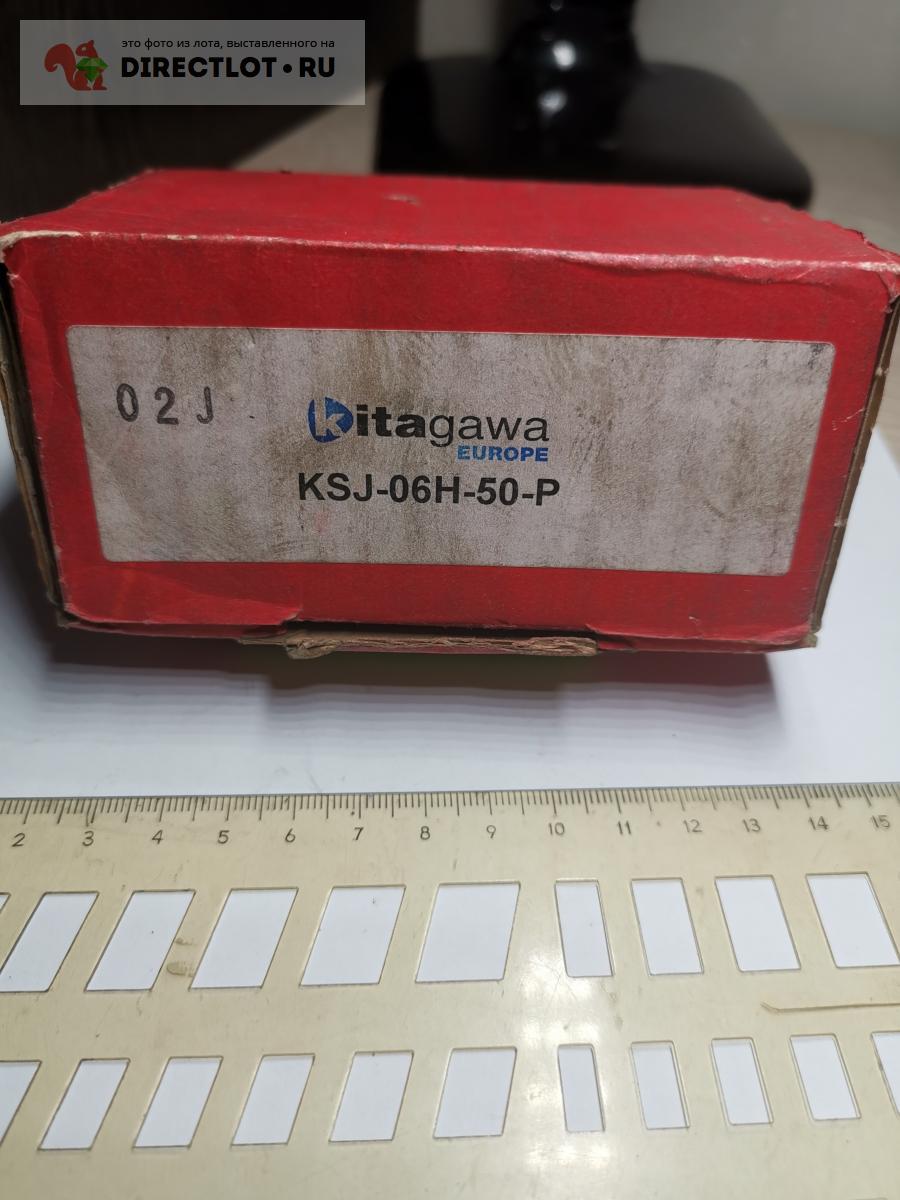 это фото из лота, выставленного на
DIRECTLOT•RU
02J
kitagawa
EUROPE
KSJ-06H-50-P
2 3 4 5 6 7 8 9 10 11 12 13 14 15